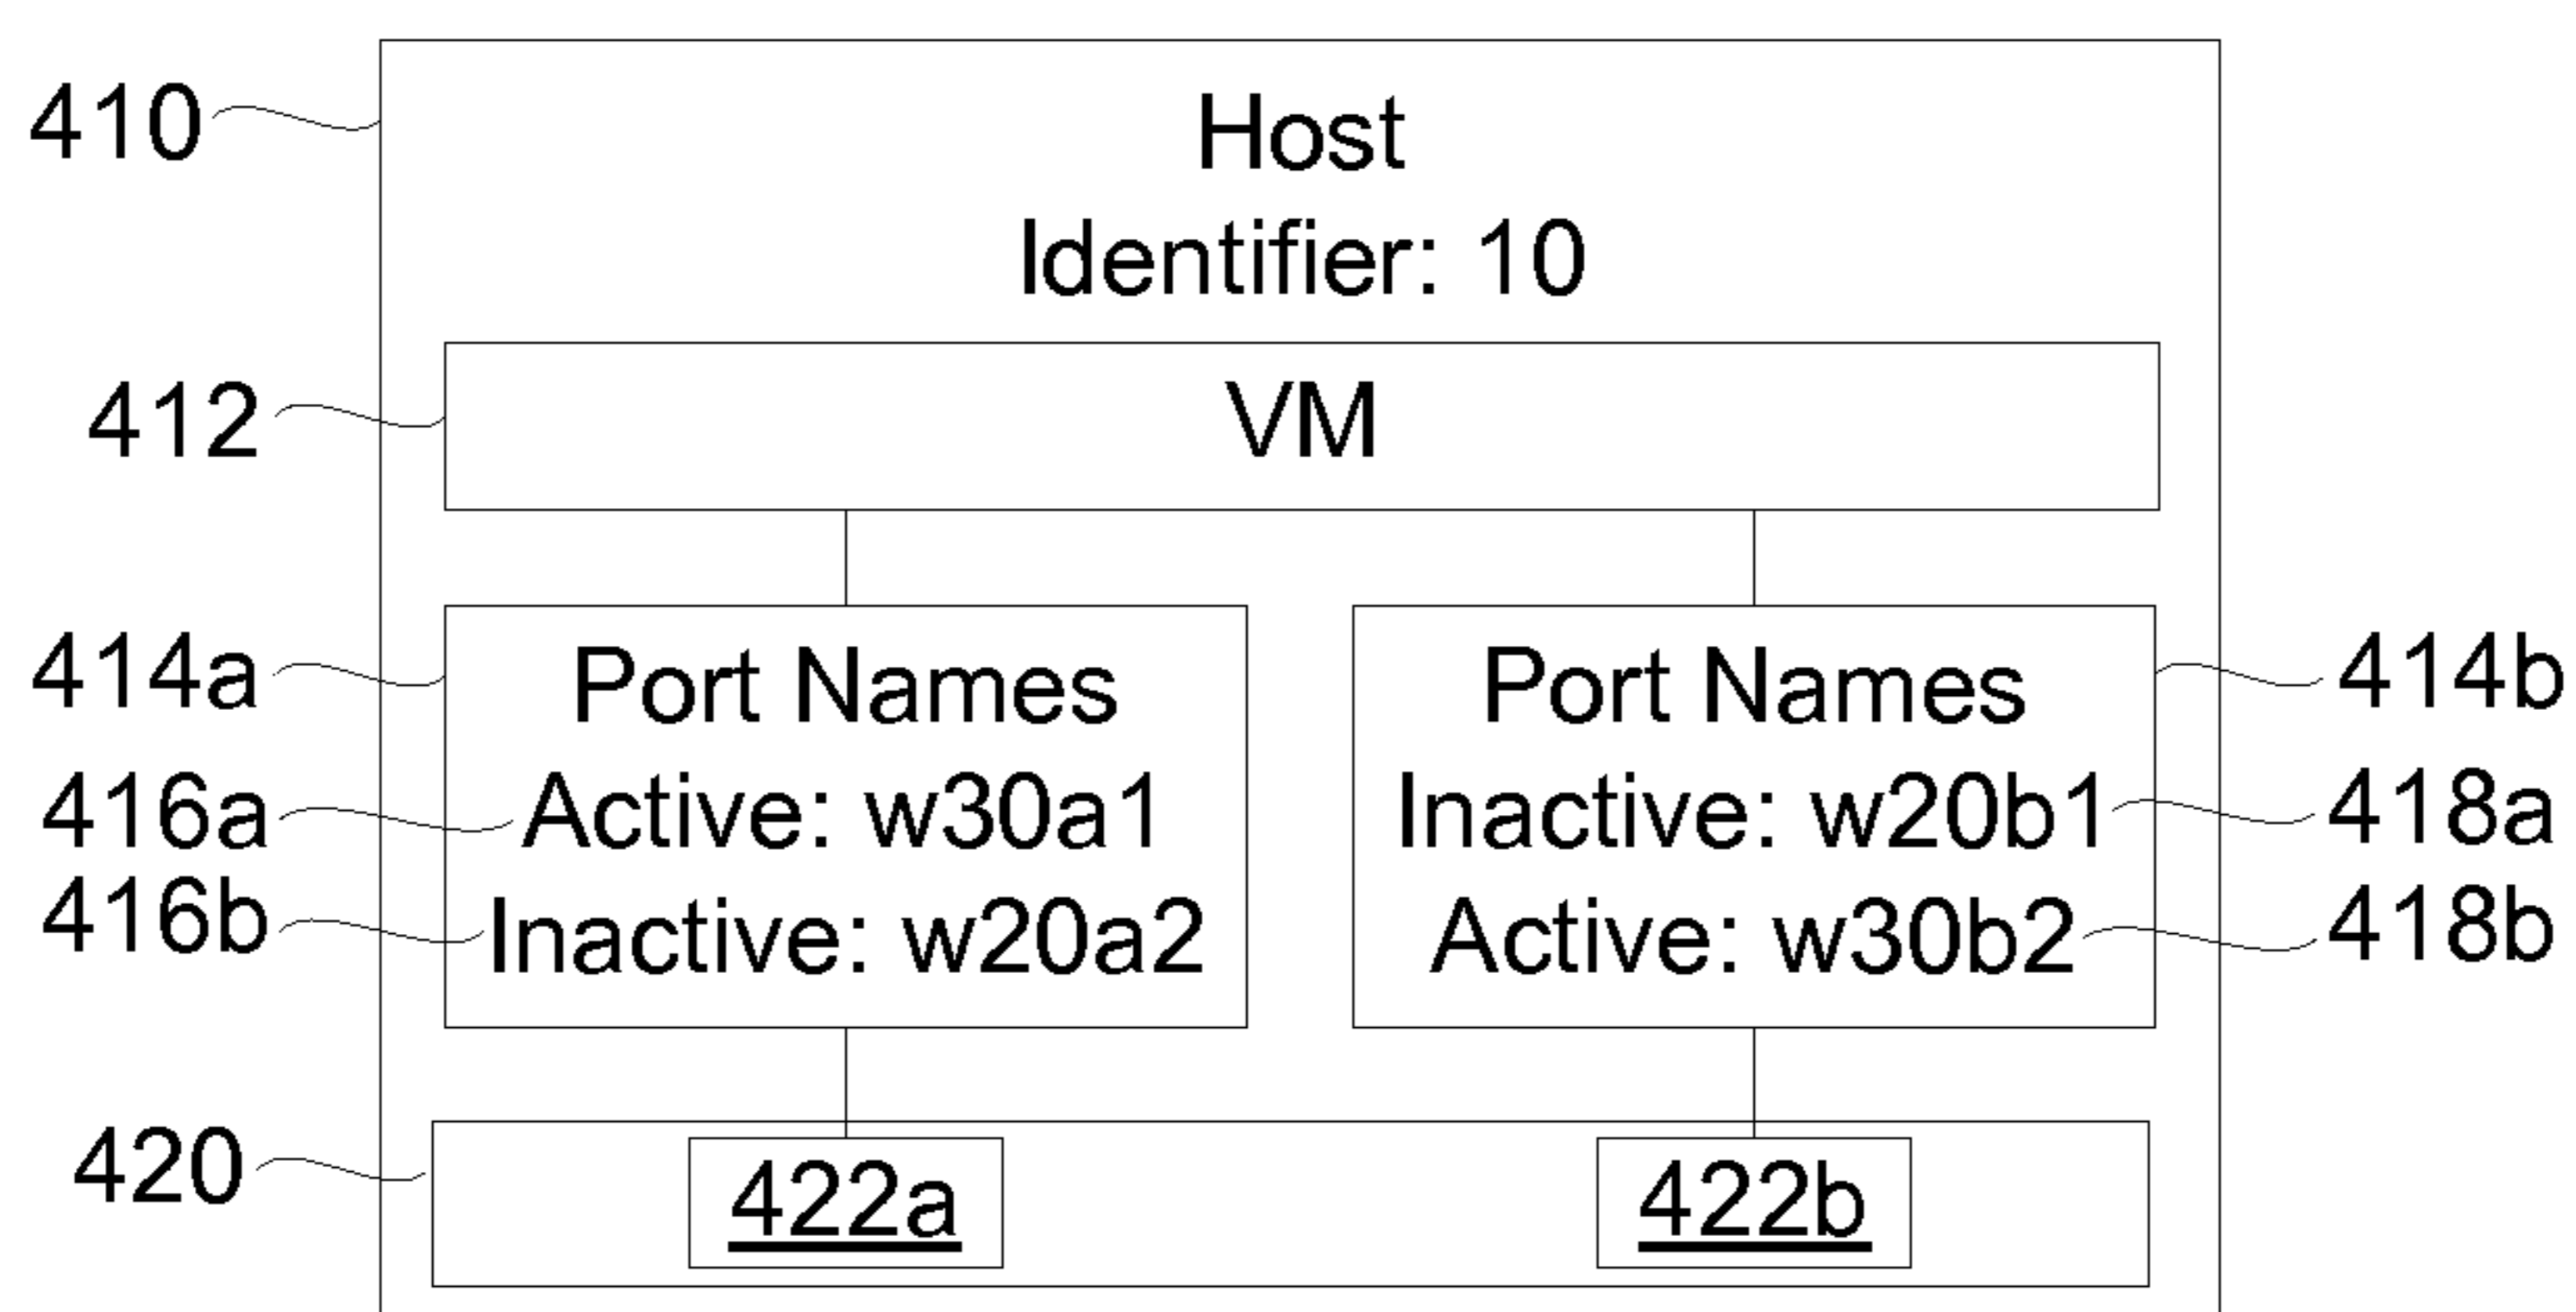 410
Host
Identifier: 10
412
VM
414a
Port Names
Port Names
414b
416a
Active: w30a1
Inactive: w20b1
418a
416b
Inactive: w20a2
Active: w30b2
418b
420
422a
422b